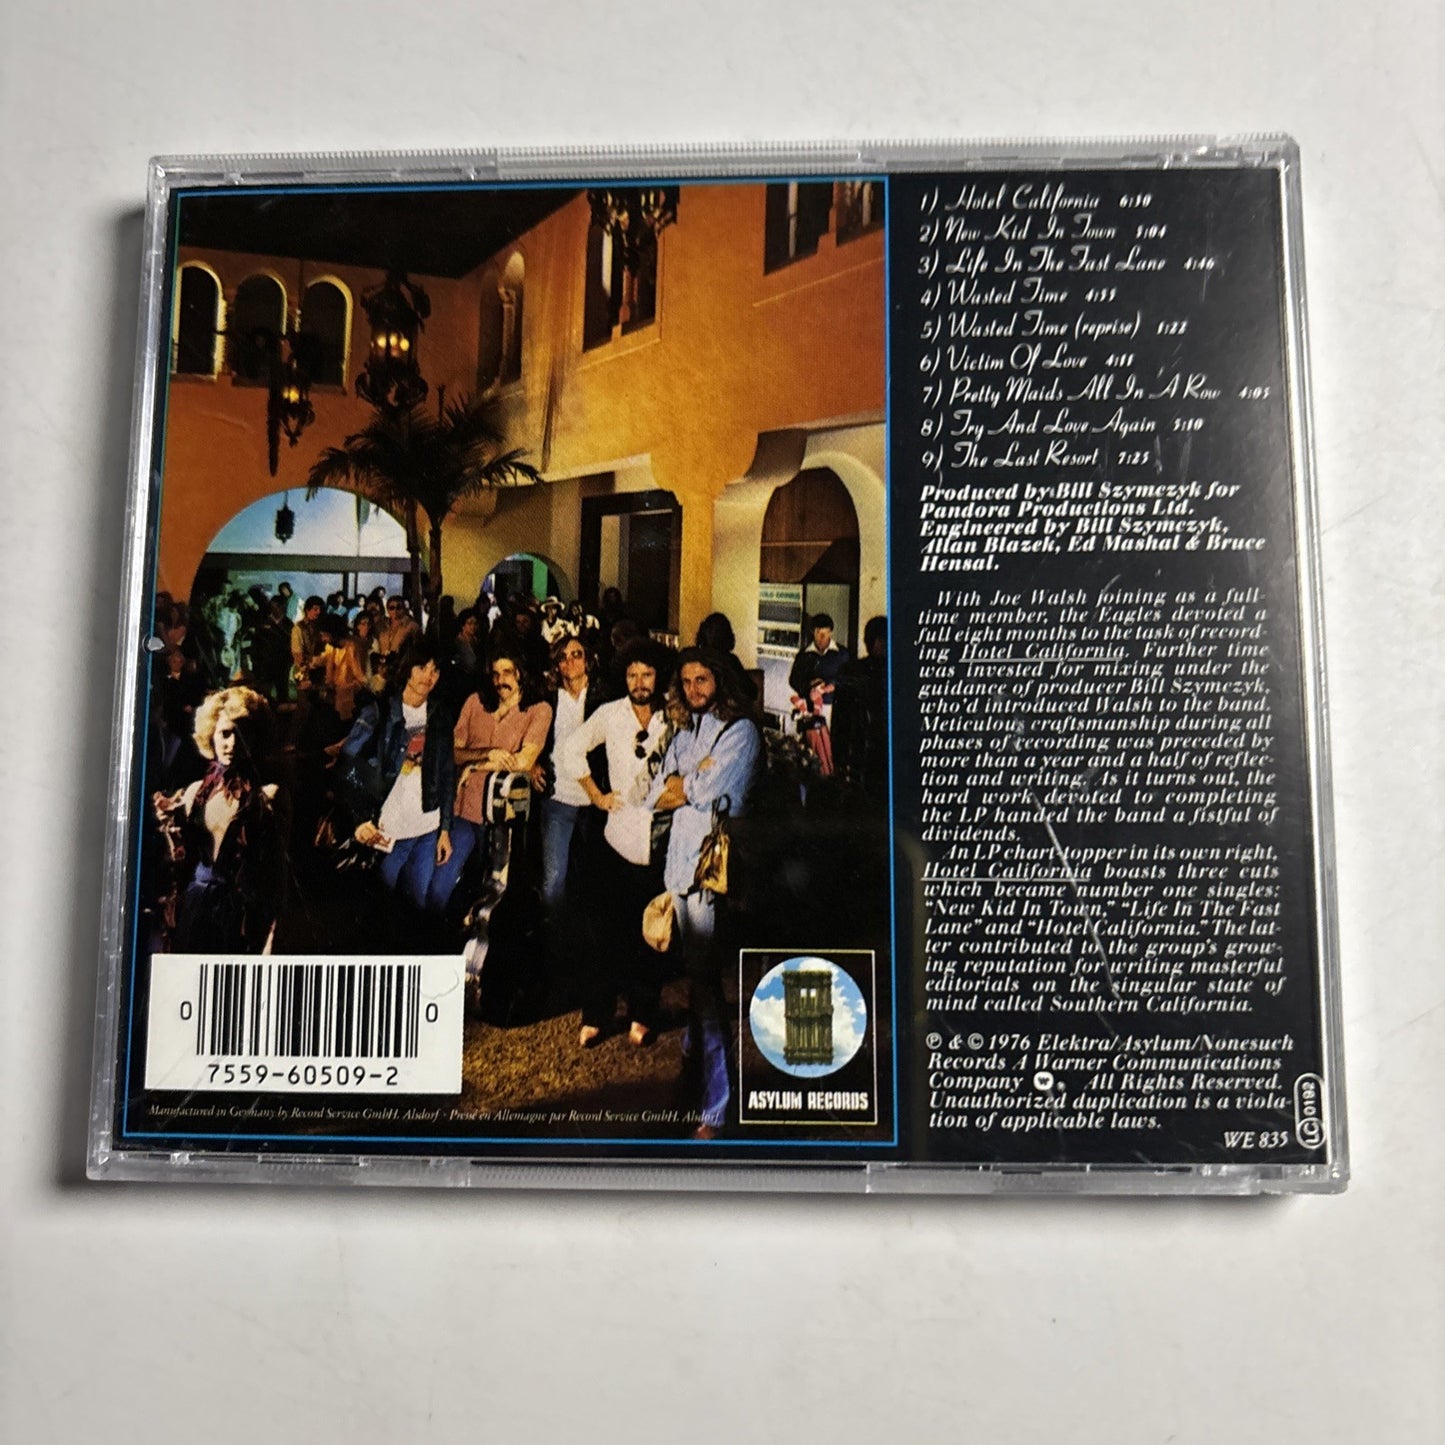 1) Hotel California 6:30
2) New Kid In Town 5:04
3) Life In The Fast Lane 4:46
4) Wasted Time 4:55
5) Wasted Time (reprise) 1:22
6) Victim Of Love 4:11
7) Pretty Maids All In A Row 4:05
8) Try And Love Again 5:10
9) The Last Resort 7:25
Produced by: Bill Szymczyk for
Pandora Productions Ltd.
Engineered by Bill Szymczyk,
Allan Blazek, Ed Mashal & Bruce
Hensal.
With Joe Walsh joining as a full-
time member, the Eagles devoted a
full eight months to the task of record-
ing Hotel California. Further time
was invested for mixing under the
guidance of producer Bill Szymczyk,
who'd introduced Walsh to the band.
Meticulous craftsmanship during all
phases of recording was preceded by
more than a year and a half of reflec-
tion and writing. As it turns out, the
hard work devoted to completing
the LP handed the band a fistful of
dividends.
An LP chart-topper in its own right,
Hotel California boasts three cuts
which became number one singles:
"New Kid In Town," "Life In The Fast
Lane" and "Hotel California." The lat-
ter contributed to the group's grow-
ing reputation for writing masterful
editorials on the singular state of
mind called Southern California.
℗ & © 1976 Elektra/Asylum/Nonesuch
Records A Warner Communications
Company ®. All Rights Reserved.
Unauthorized duplication is a viola-
tion of applicable laws.
WE 835
LC 0192
0 0
7559-60509-2
ASYLUM RECORDS
Manufactured in Germany by Record Service GmbH. Alsdorf · Pressé en Allemagne par Record Service GmbH. Alsdorf